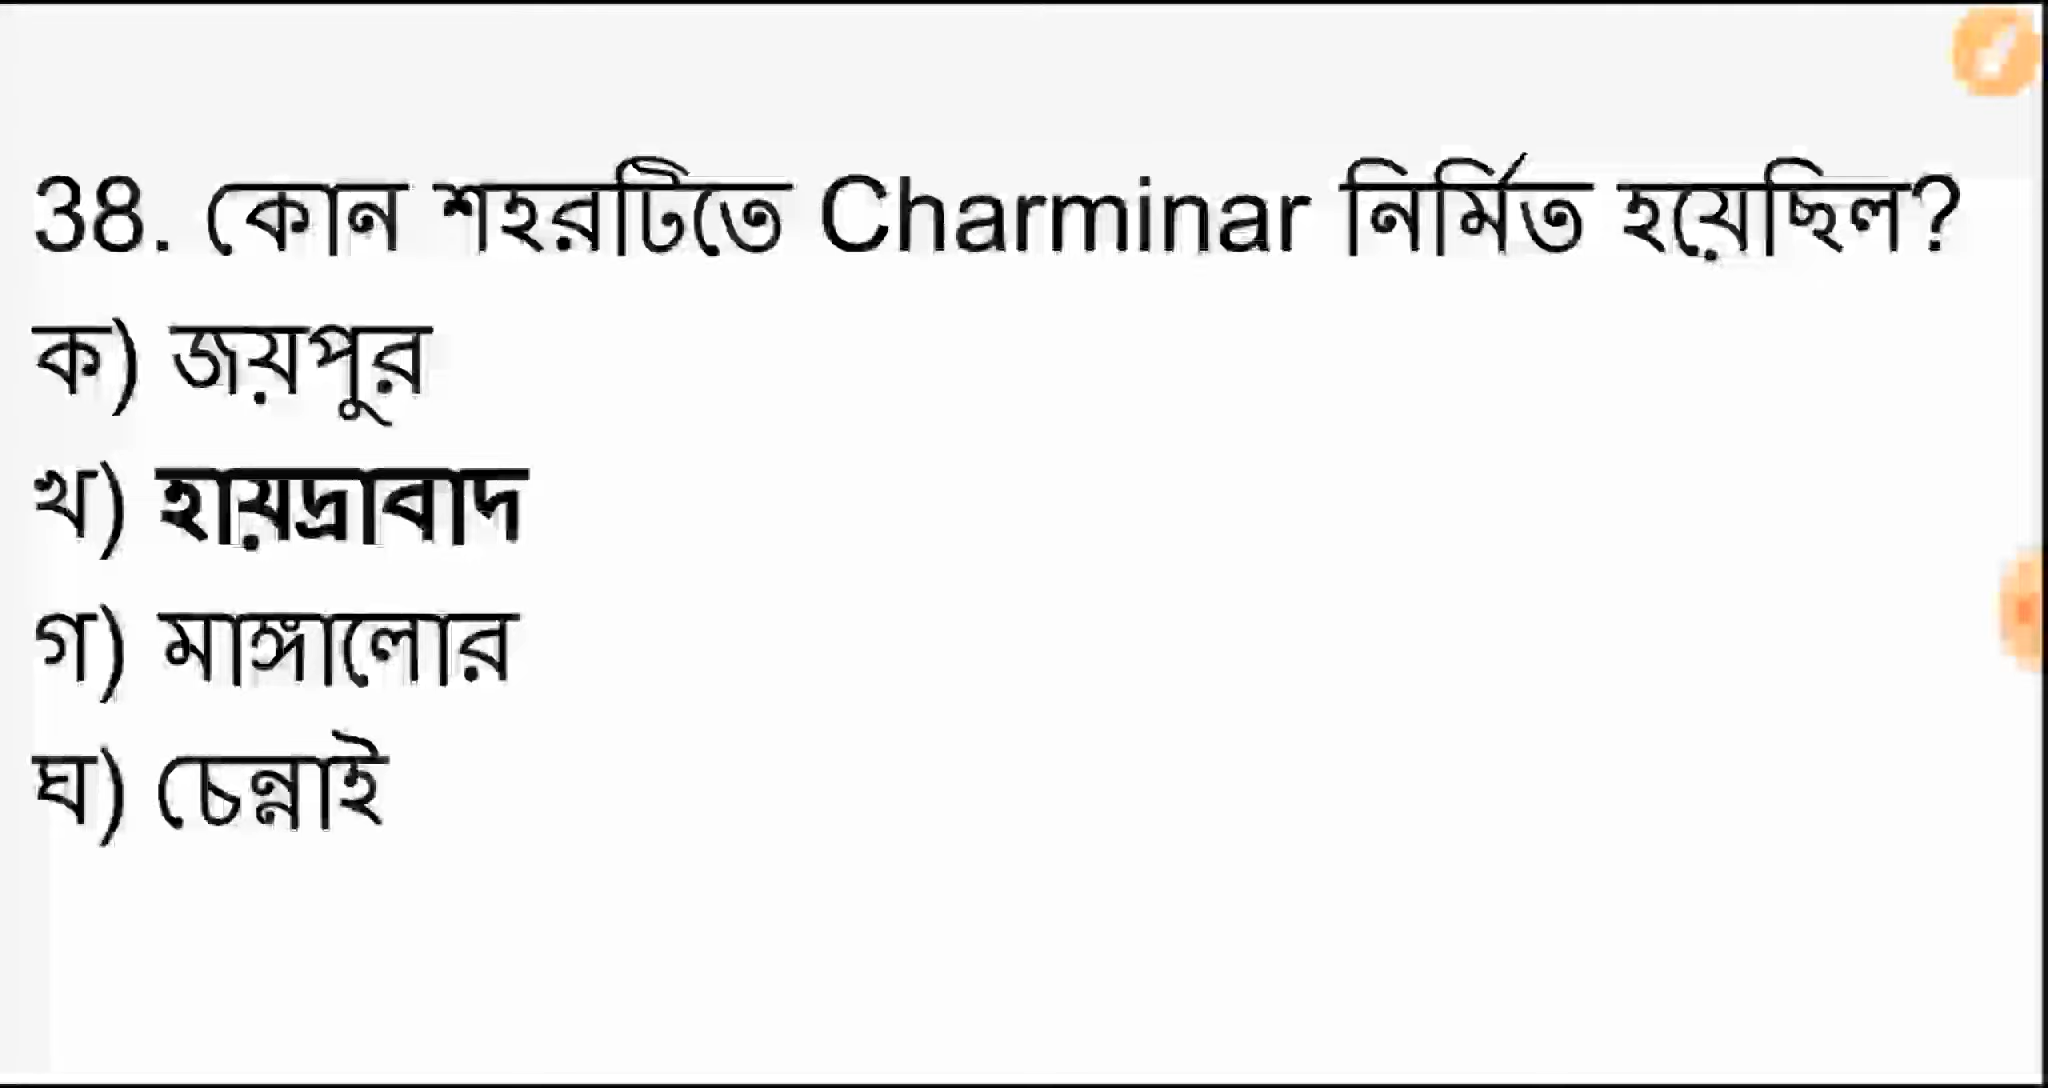 38. কোন শহরটিতে Charminar নির্মিত হয়েছিল?
ক) জয়পুর
খ) হায়দ্রাবাদ
গ) মাঙ্গালোর
ঘ) চেন্নাই